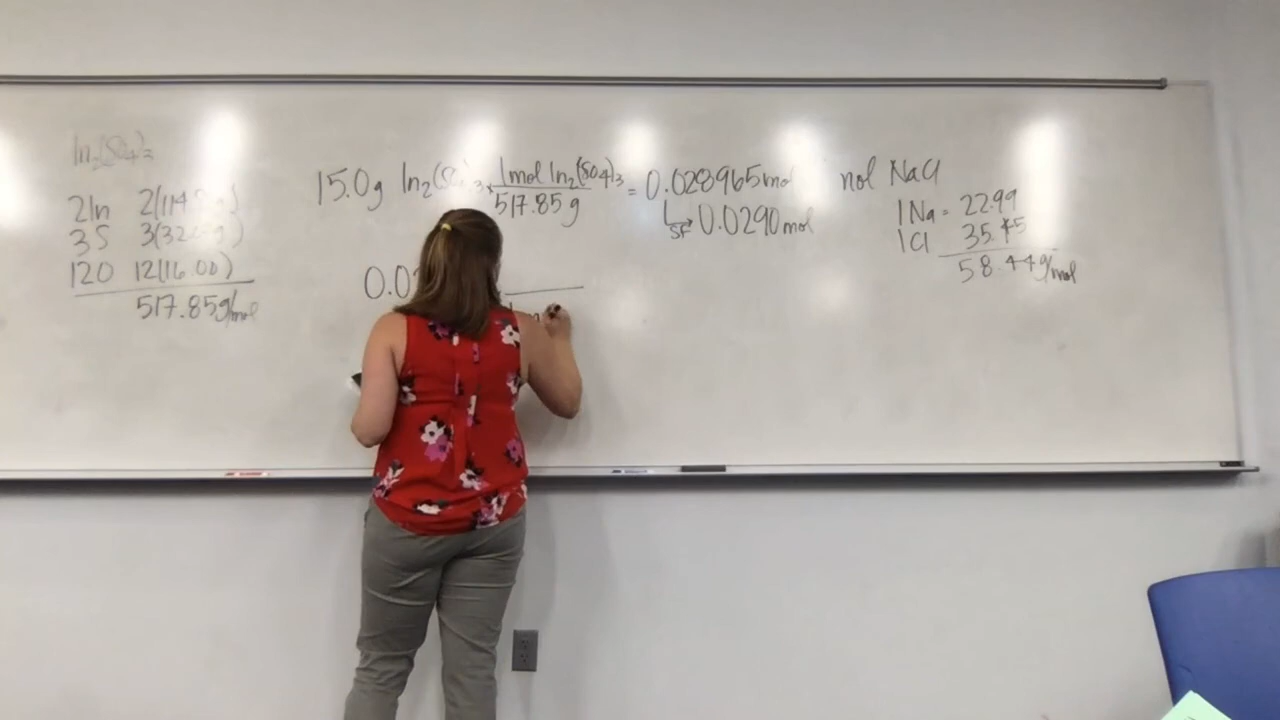 In₂(SO₄)₃
2In 2(114
3S 3(32
12O 12(16.00)
517.85g/mol
15.0g In₂(S 3 x 1mol In₂(SO₄)₃ = 0.028965mol
517.85g
↳ SF 0.0290mol
0.0
mol NaCl
1Na = 22.99
1Cl 35.45
58.44g/mol